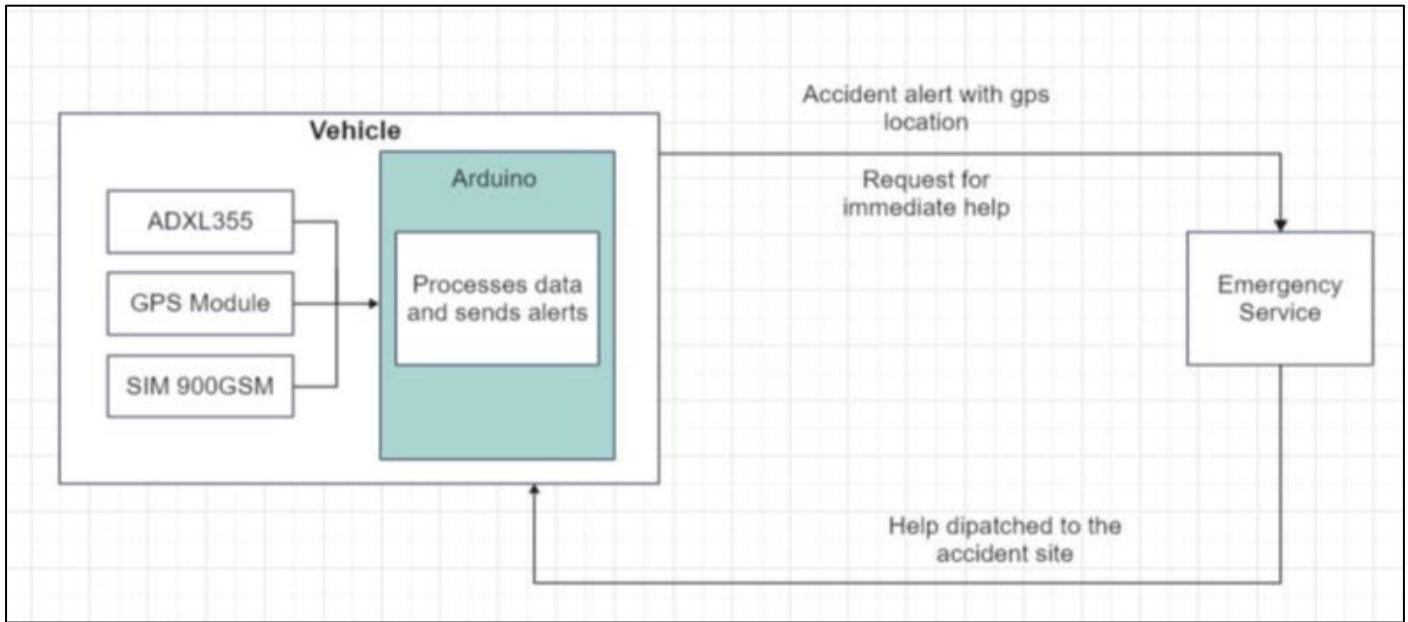 Vehicle
Arduino
ADXL355
GPS Module
SIM 900GSM
Processes data
and sends alerts
Accident alert with gps
location
Request for
immediate help
Emergency
Service
Help dipatched to the
accident site